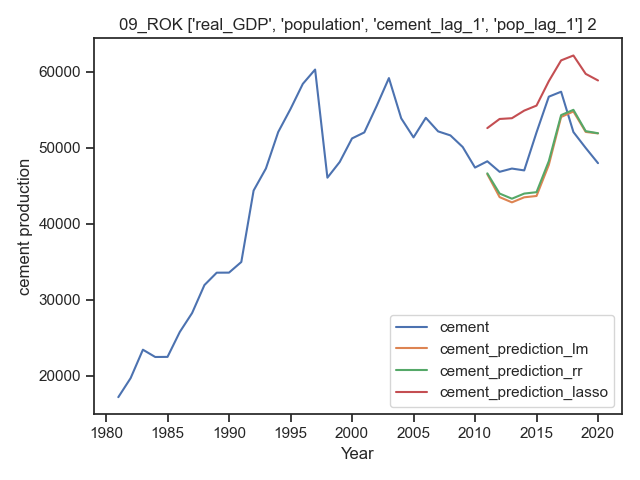 09_ROK ['real_GDP', 'population', 'cement_lag_1', 'pop_lag_1'] 2
cement production
60000
50000
40000
30000
20000
1980 1985 1990 1995 2000 2005 2010 2015 2020
Year
cement
cement_prediction_lm
cement_prediction_rr
cement_prediction_lasso